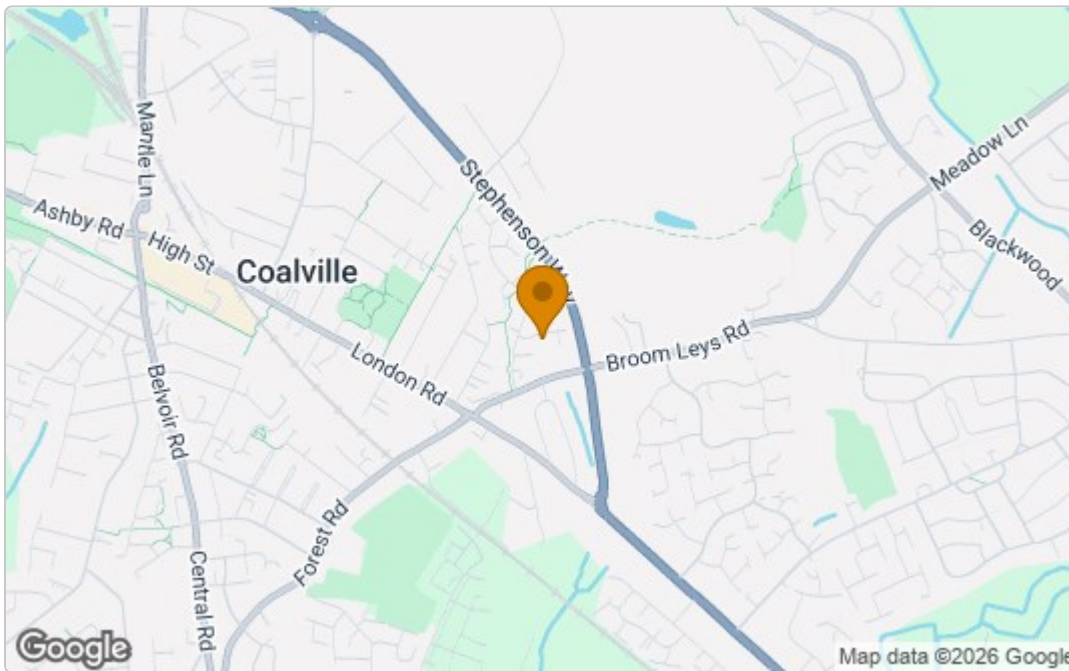 Mantle Ln
Ashby Rd
High St
Coalville
Stephenson
Meadow Ln
Blackwood
London Rd
Broom Leys Rd
Belvoir Rd
Forest Rd
Central Rd
Google
Map data ©2026 Google